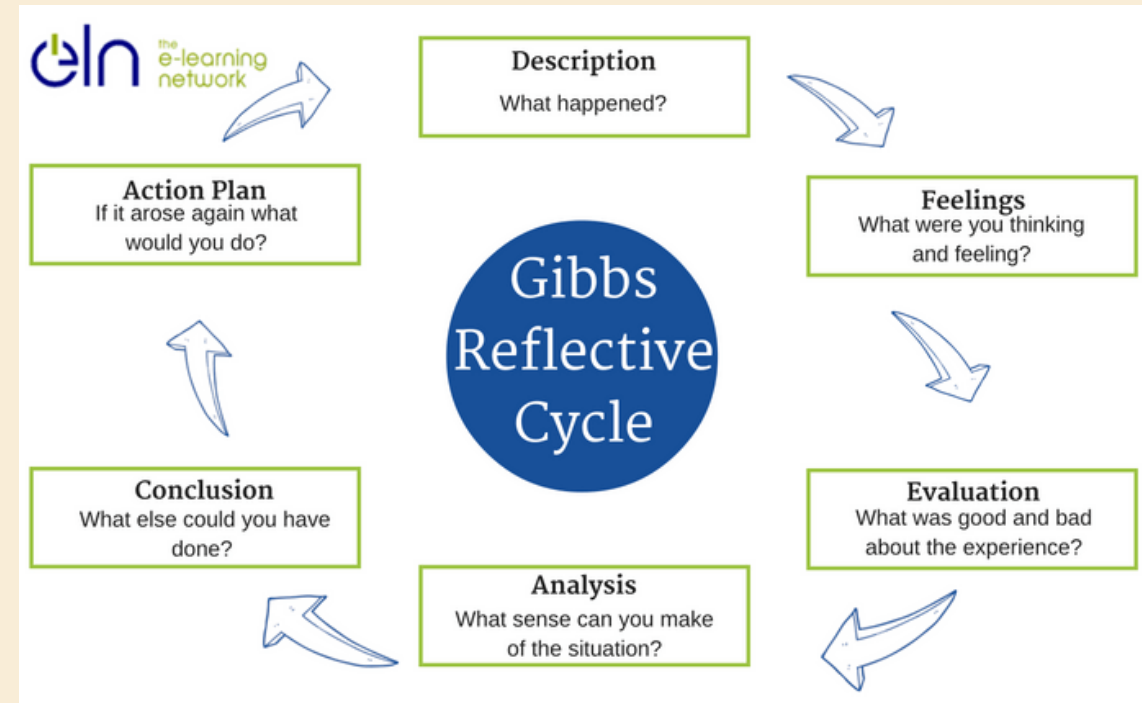 eln
the
e-learning
network
Description
What happened?
Feelings
What were you thinking
and feeling?
Evaluation
What was good and bad
about the experience?
Analysis
What sense can you make
of the situation?
Conclusion
What else could you have
done?
Action Plan
If it arose again what
would you do?
Gibbs
Reflective
Cycle